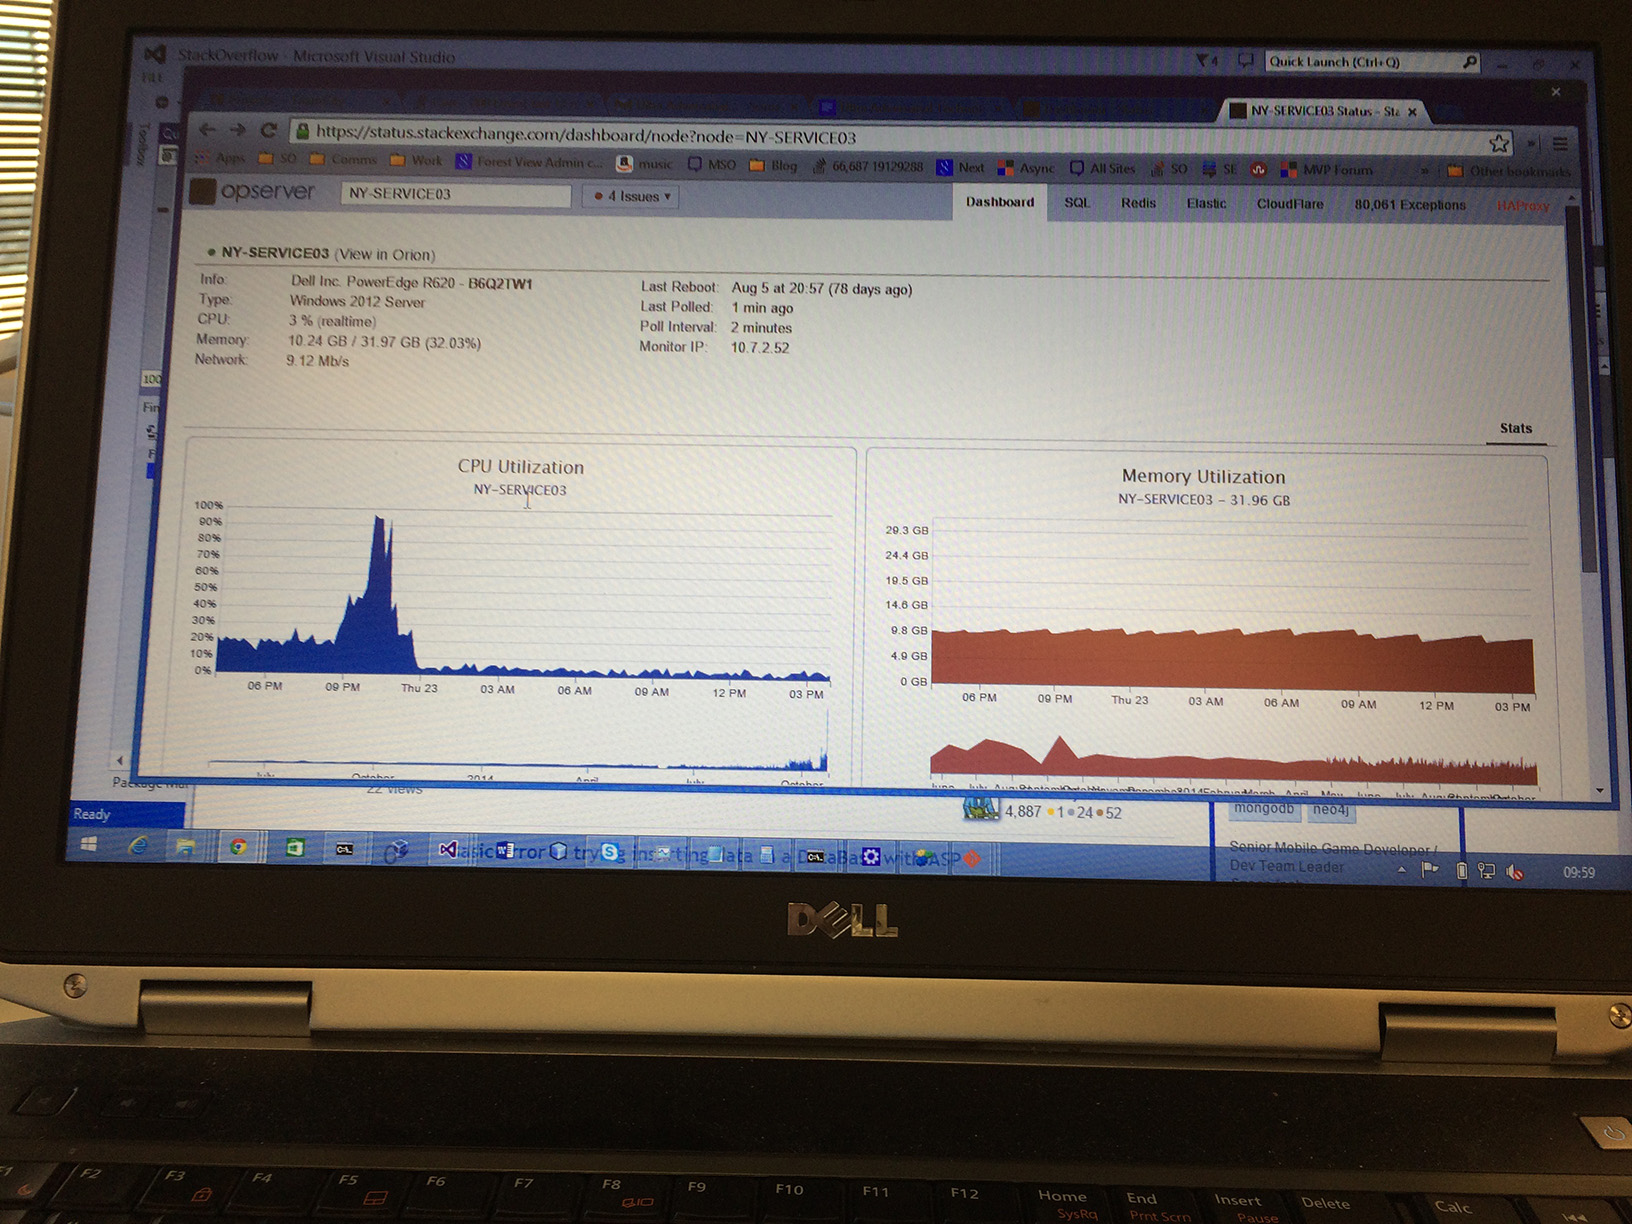 StackOverflow - Microsoft Visual Studio
4
Quick Launch (Ctrl+Q)
FILE
NY-SERVICE03 Status - Sta
https://status.stackexchange.com/dashboard/node?node=NY-SERVICE03
Toolbox
Apps SO Comms Work Forest View Admin c... music MSO Blog 66,687 19129288 Next Async All Sites SO SE MVP Forum » Other bookmarks
opserver
NY-SERVICE03
4 Issues
Dashboard SQL Redis Elastic CloudFlare 80,061 Exceptions HAProxy
NY-SERVICE03 (View in Orion)
Info: Dell Inc. PowerEdge R620 - B6Q2TW1
Type: Windows 2012 Server
CPU: 3 % (realtime)
Memory: 10.24 GB / 31.97 GB (32.03%)
Network: 9.12 Mb/s
Last Reboot: Aug 5 at 20:57 (78 days ago)
Last Polled: 1 min ago
Poll Interval: 2 minutes
Monitor IP: 10.7.2.52
100
Fin
F
Stats
CPU Utilization
NY-SERVICE03
100%
90%
80%
70%
60%
50%
40%
30%
20%
10%
0%
06 PM 09 PM Thu 23 03 AM 06 AM 09 AM 12 PM 03 PM
July October 2014 April July October
Memory Utilization
NY-SERVICE03 - 31.96 GB
29.3 GB
24.4 GB
19.5 GB
14.6 GB
9.8 GB
4.9 GB
0 GB
06 PM 09 PM Thu 23 03 AM 06 AM 09 AM 12 PM 03 PM
22 views
4,887 1 24 52
mongodb neo4j
Ready
Senior Mobile Game Developer /
Dev Team Leader
09:59
DELL
F1 F2 F3 F4 F5 F6 F7 F8 F9 F10 F11 F12 Home End Insert Delete Calc
SysRq Prnt Scrn Pause